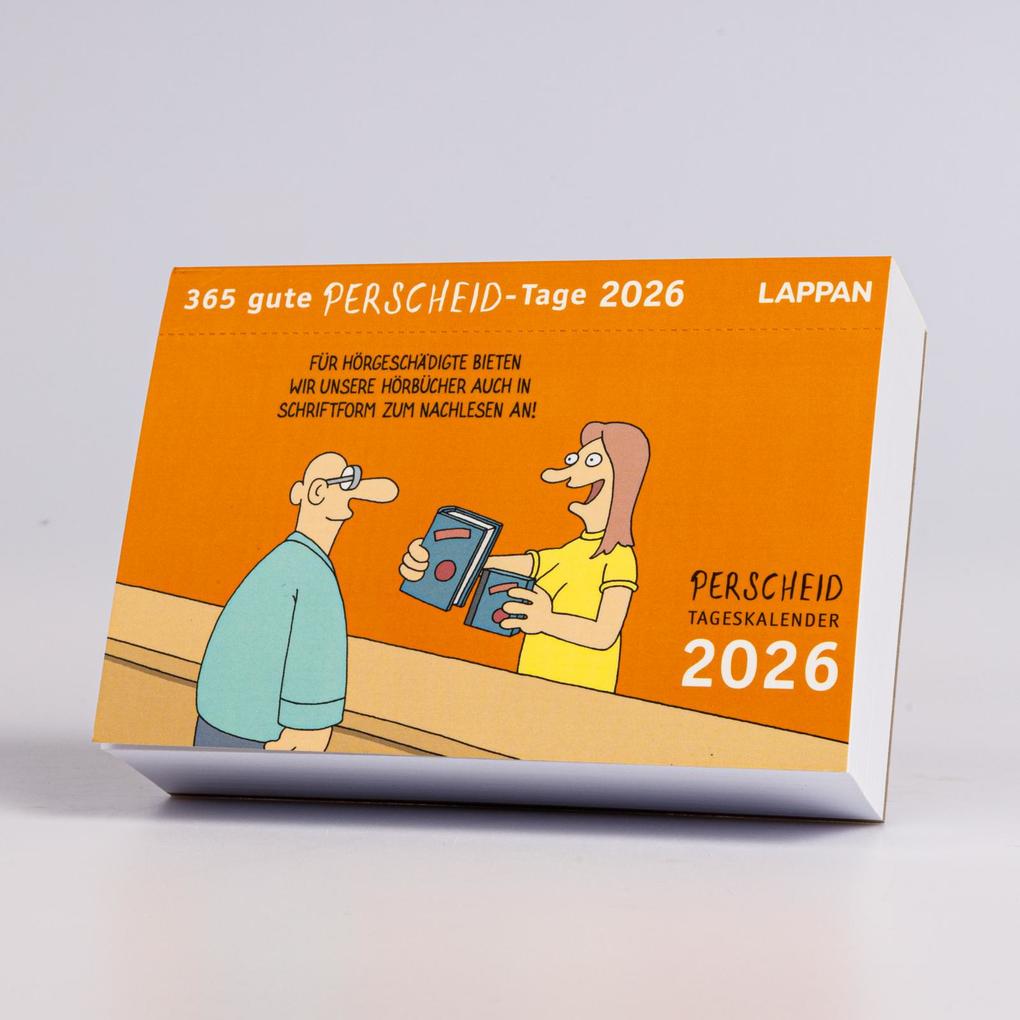 365 gute PERSCHEID-Tage 2026 LAPPAN
FÜR HÖRGESCHÄDIGTE BIETEN
WIR UNSERE HÖRBÜCHER AUCH IN
SCHRIFTFORM ZUM NACHLESEN AN!
PERSCHEID
TAGESKALENDER
2026